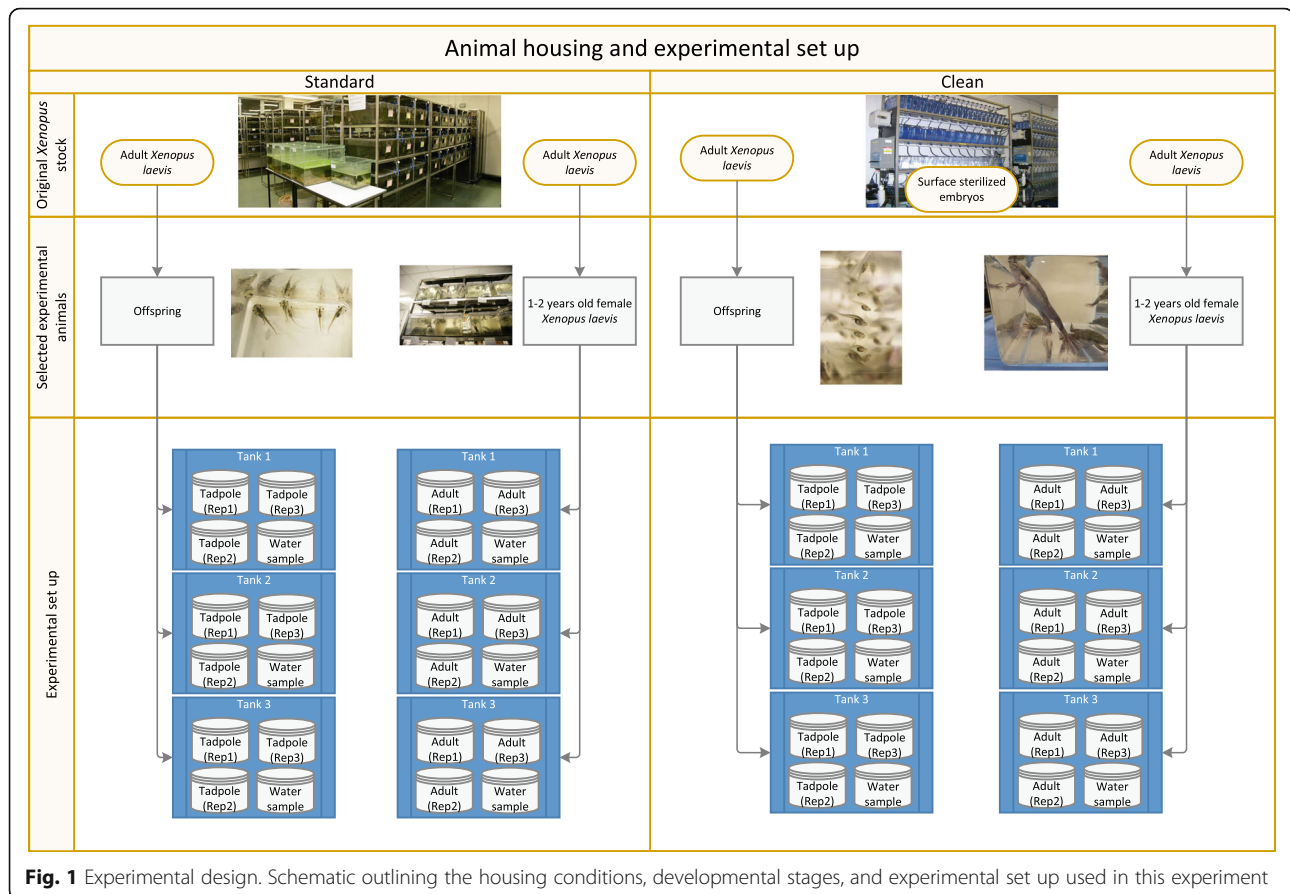 Animal housing and experimental set up
Standard
Clean
Original Xenopus
stock
Adult Xenopus
laevis
Adult Xenopus
laevis
Adult Xenopus
laevis
Surface sterilized
embryos
Adult Xenopus
laevis
Selected experimental
animals
Offspring
1-2 years old female
Xenopus laevis
Offspring
1-2 years old female
Xenopus laevis
Experimental set up
Tank 1
Tadpole
(Rep1)
Tadpole
(Rep3)
Tadpole
(Rep2)
Water
sample
Tank 2
Tadpole
(Rep1)
Tadpole
(Rep3)
Tadpole
(Rep2)
Water
sample
Tank 3
Tadpole
(Rep1)
Tadpole
(Rep3)
Tadpole
(Rep2)
Water
sample
Tank 1
Adult
(Rep1)
Adult
(Rep3)
Adult
(Rep2)
Water
sample
Tank 2
Adult
(Rep1)
Adult
(Rep3)
Adult
(Rep2)
Water
sample
Tank 3
Adult
(Rep1)
Adult
(Rep3)
Adult
(Rep2)
Water
sample
Tank 1
Tadpole
(Rep1)
Tadpole
(Rep3)
Tadpole
(Rep2)
Water
sample
Tank 2
Tadpole
(Rep1)
Tadpole
(Rep3)
Tadpole
(Rep2)
Water
sample
Tank 3
Tadpole
(Rep1)
Tadpole
(Rep3)
Tadpole
(Rep2)
Water
sample
Tank 1
Adult
(Rep1)
Adult
(Rep3)
Adult
(Rep2)
Water
sample
Tank 2
Adult
(Rep1)
Adult
(Rep3)
Adult
(Rep2)
Water
sample
Tank 3
Adult
(Rep1)
Adult
(Rep3)
Adult
(Rep2)
Water
sample
Fig. 1 Experimental design. Schematic outlining the housing conditions, developmental stages, and experimental set up used in this experiment